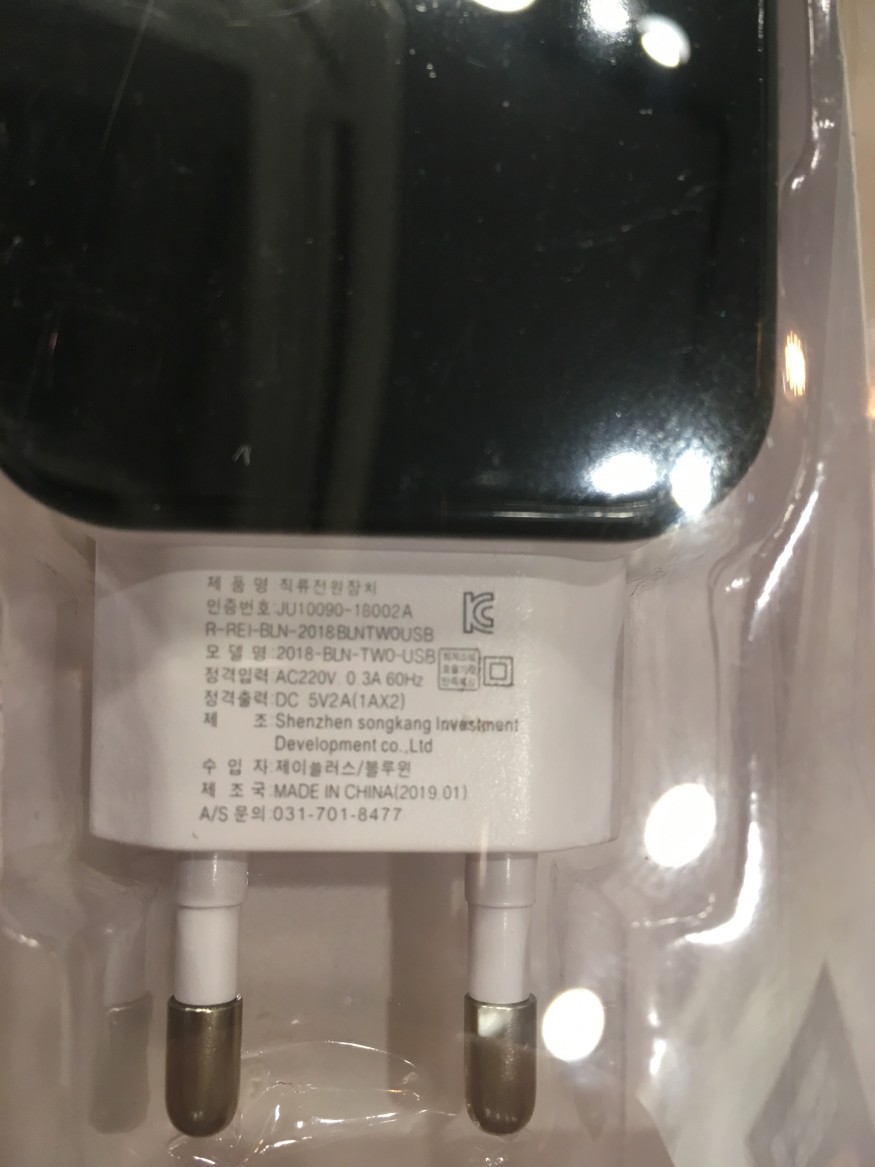 제 품 명:직류전원장치
인증번호:JU10090-18002A
R-REI-BLN-2018BLNTWOUSB
모 델 명:2018-BLN-TWO-USB
정격입력:AC220V. 0.3A 60Hz
정격출력:DC 5V2A(1AX2)
제 조:Shenzhen songkang Investment
Development co.,Ltd
수 입 자:제이쏠러스/블루윈
제 조 국:MADE IN CHINA(2019.01)
A/S 문의:031-701-8477